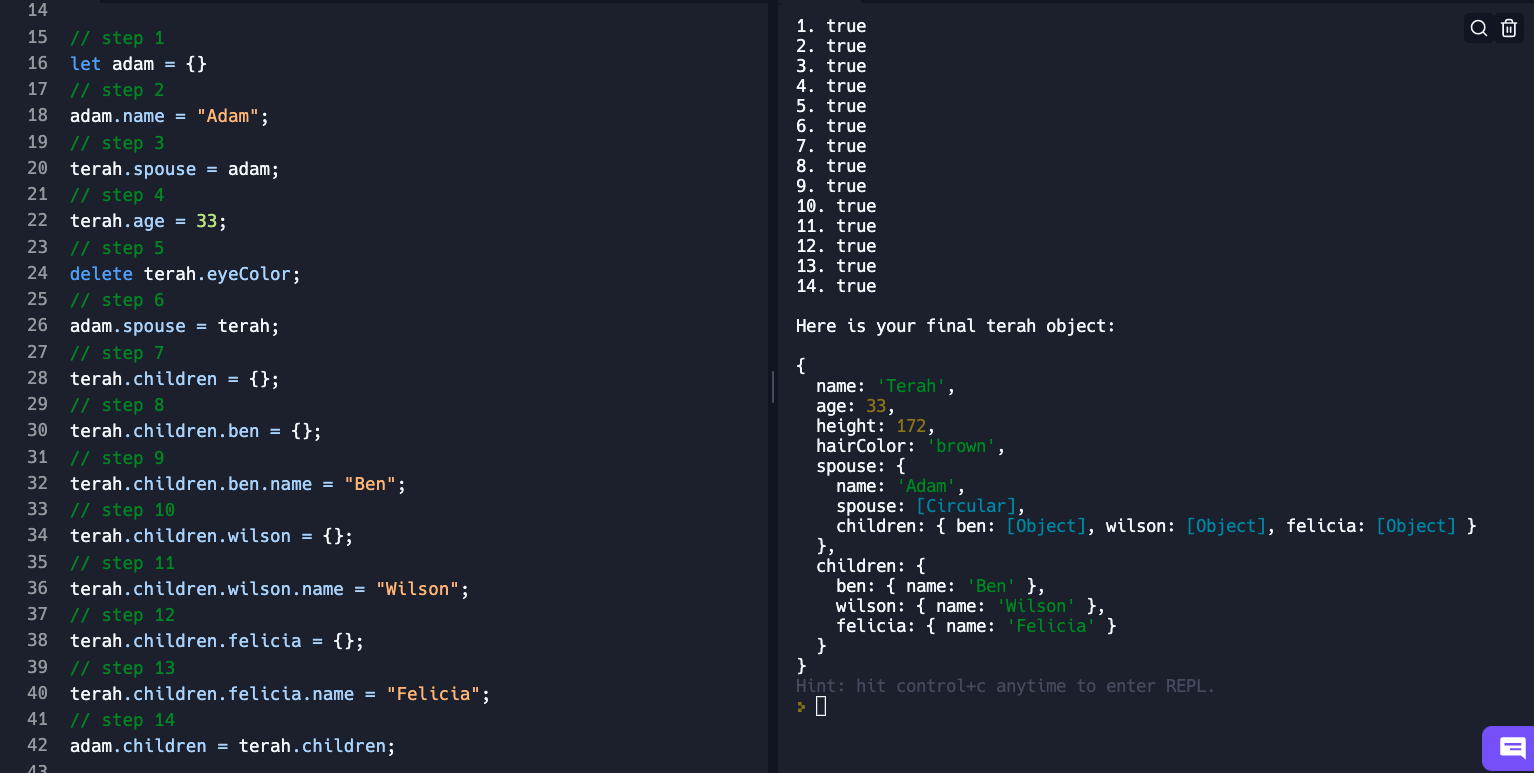 14
15 // step 1
16 let adam = {}
17 // step 2
18 adam.name = "Adam";
19 // step 3
20 terah.spouse = adam;
21 // step 4
22 terah.age = 33;
23 // step 5
24 delete terah.eyeColor;
25 // step 6
26 adam.spouse = terah;
27 // step 7
28 terah.children = {};
29 // step 8
30 terah.children.ben = {};
31 // step 9
32 terah.children.ben.name = "Ben";
33 // step 10
34 terah.children.wilson = {};
35 // step 11
36 terah.children.wilson.name = "Wilson";
37 // step 12
38 terah.children.felicia = {};
39 // step 13
40 terah.children.felicia.name = "Felicia";
41 // step 14
42 adam.children = terah.children;
43
1. true
2. true
3. true
4. true
5. true
6. true
7. true
8. true
9. true
10. true
11. true
12. true
13. true
14. true
Here is your final terah object:
{
  name: 'Terah',
  age: 33,
  height: 172,
  hairColor: 'brown',
  spouse: {
    name: 'Adam',
    spouse: [Circular],
    children: { ben: [Object], wilson: [Object], felicia: [Object] }
  },
  children: {
    ben: { name: 'Ben' },
    wilson: { name: 'Wilson' },
    felicia: { name: 'Felicia' }
  }
}
Hint: hit control+c anytime to enter REPL.